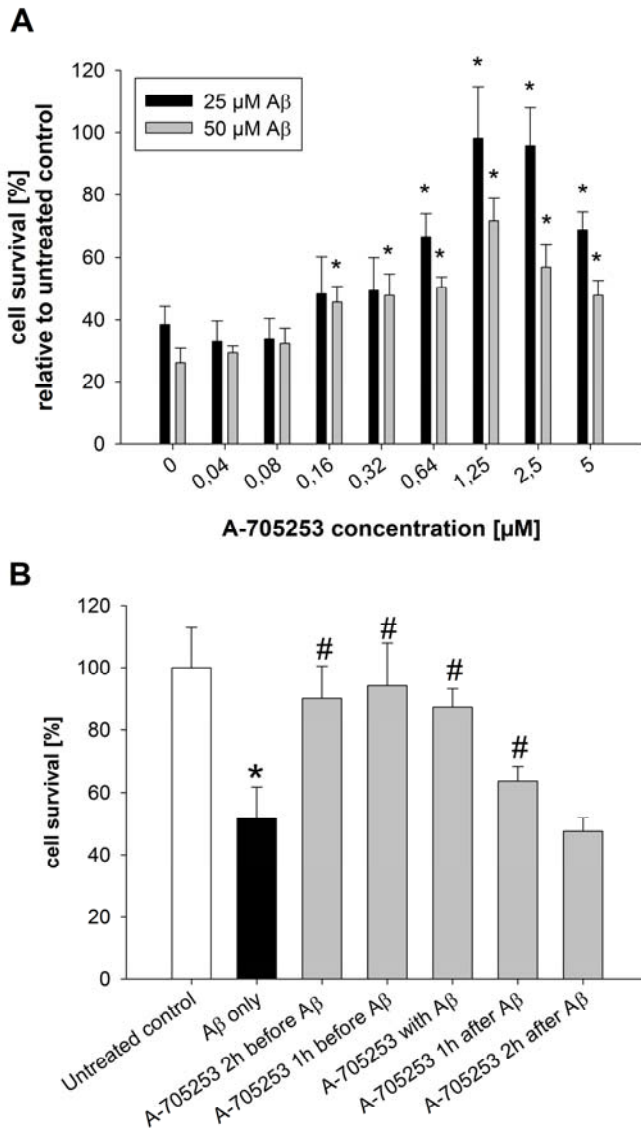 A
cell survival [%]
relative to untreated control
120
100
80
60
40
20
0
25 µM Aβ
50 µM Aβ
* * * * * * * * * *
0 0,04 0,08 0,16 0,32 0,64 1,25 2,5 5
A-705253 concentration [µM]
B
cell survival [%]
120
100
80
60
40
20
0
* # # # #
Untreated control
Aβ only
A-705253 2h before Aβ
A-705253 1h before Aβ
A-705253 with Aβ
A-705253 1h after Aβ
A-705253 2h after Aβ